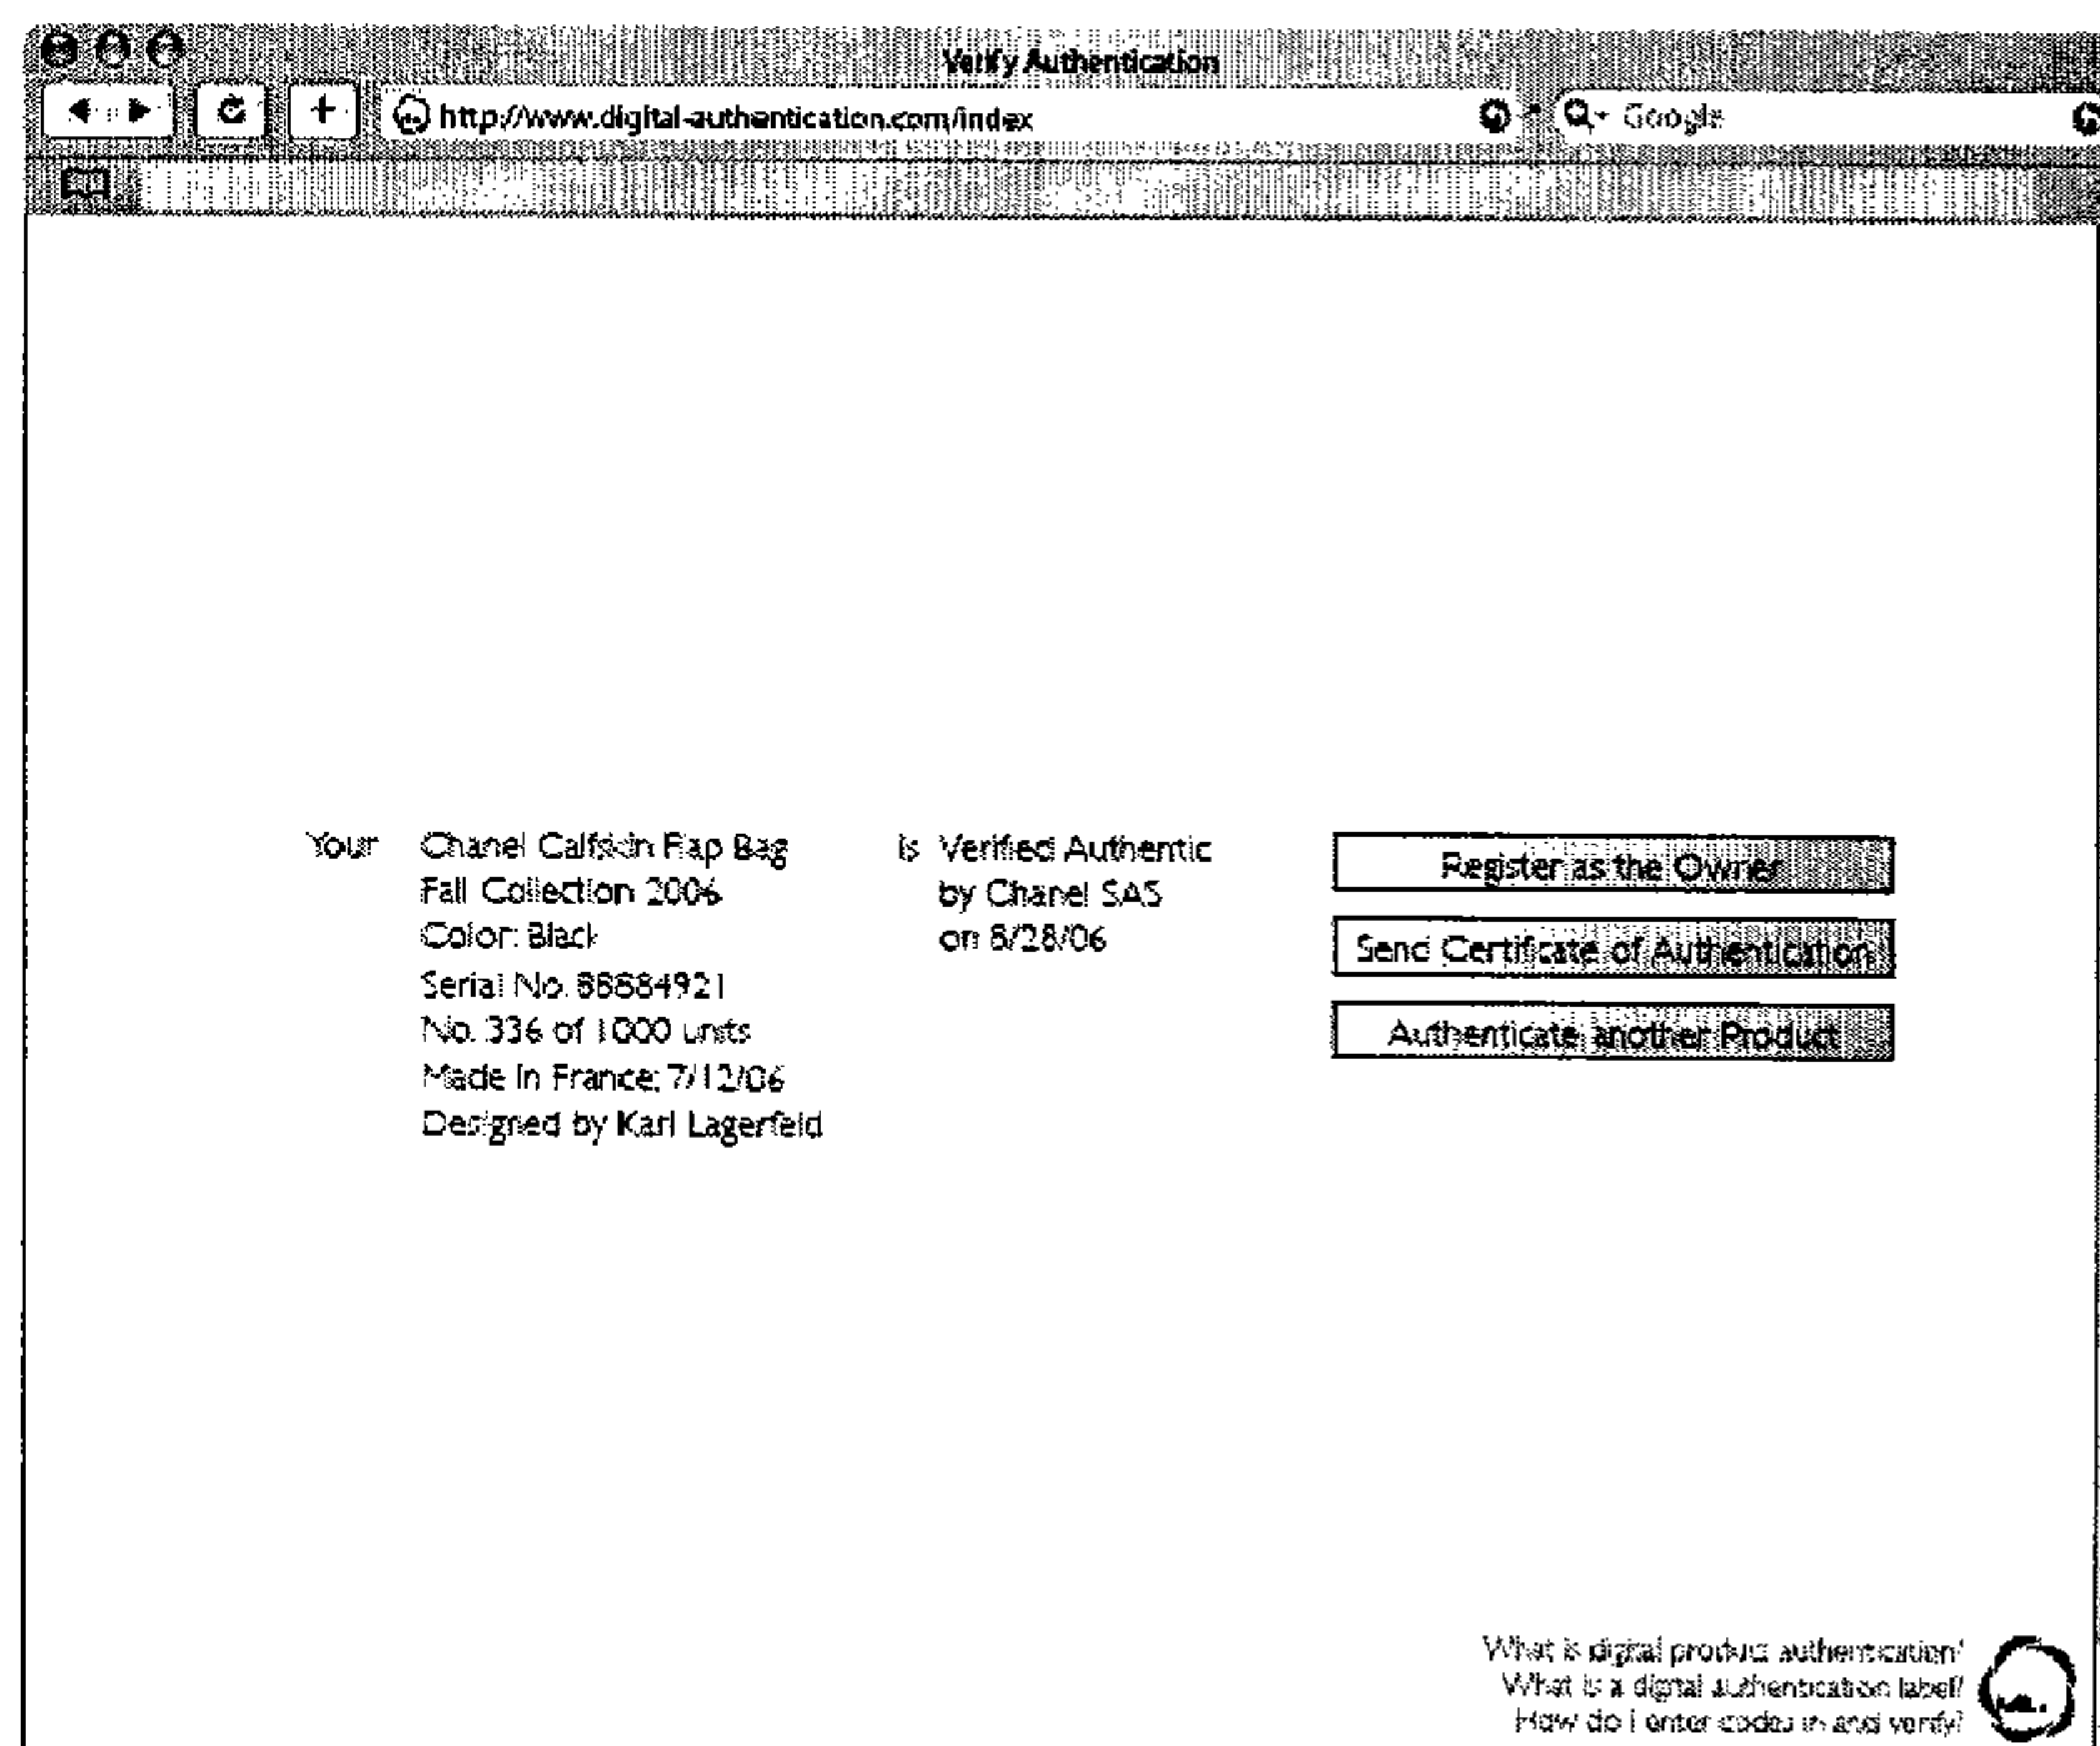 Verify Authentication
http://www.digital-authentication.com/index
Google
Your Chanel Calfskin Flap Bag is Verified Authentic
Fall Collection 2006 by Chanel SAS
Color: Black on 8/28/06
Serial No. 88884921
No. 336 of 1000 units
Made in France: 7/12/06
Designed by Karl Lagerfeld
Register as the Owner
Send Certificate of Authentication
Authenticate another Product
What is digital product authentication?
What is a digital authentication label?
How do I enter codes in and verify?